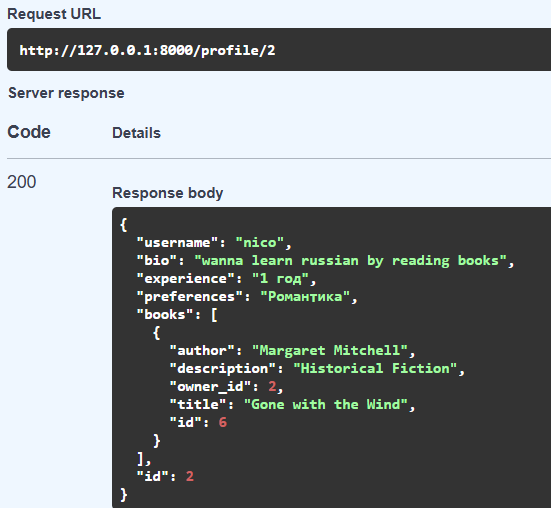 Request URL
http://127.0.0.1:8000/profile/2
Server response
Code Details
200
Response body
{
  "username": "nico",
  "bio": "wanna learn russian by reading books",
  "experience": "1 год",
  "preferences": "Романтика",
  "books": [
    {
      "author": "Margaret Mitchell",
      "description": "Historical Fiction",
      "owner_id": 2,
      "title": "Gone with the Wind",
      "id": 6
    }
  ],
  "id": 2
}